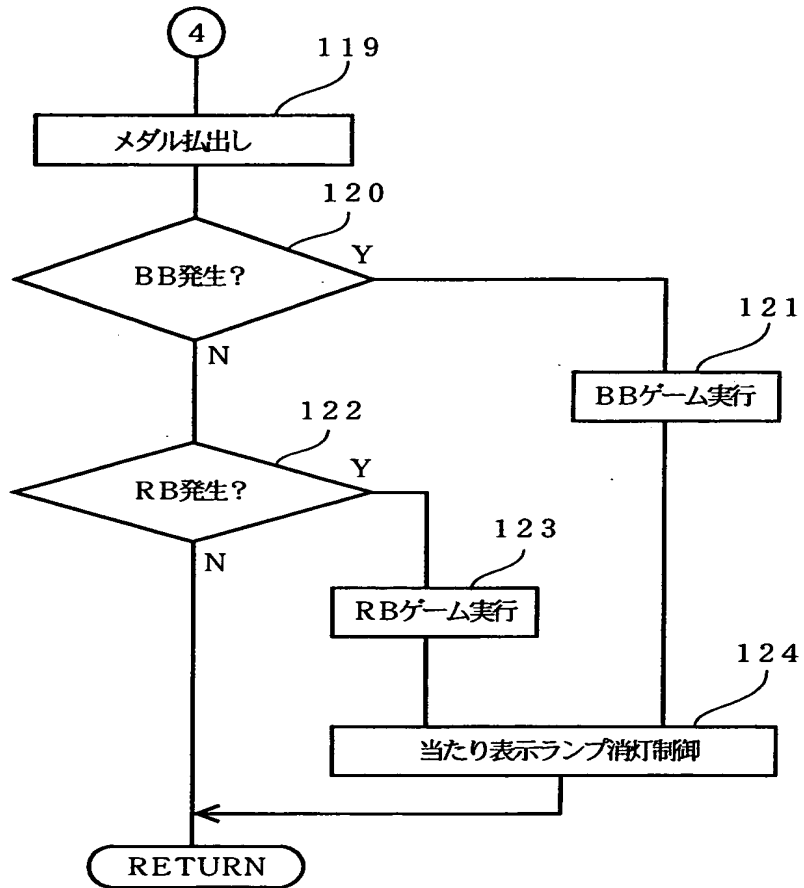 4
119
メダル払出し
120
BB発生？
Y
N
121
BBゲーム実行
122
RB発生？
Y
N
123
RBゲーム実行
124
当たり表示ランプ消灯制御
RETURN